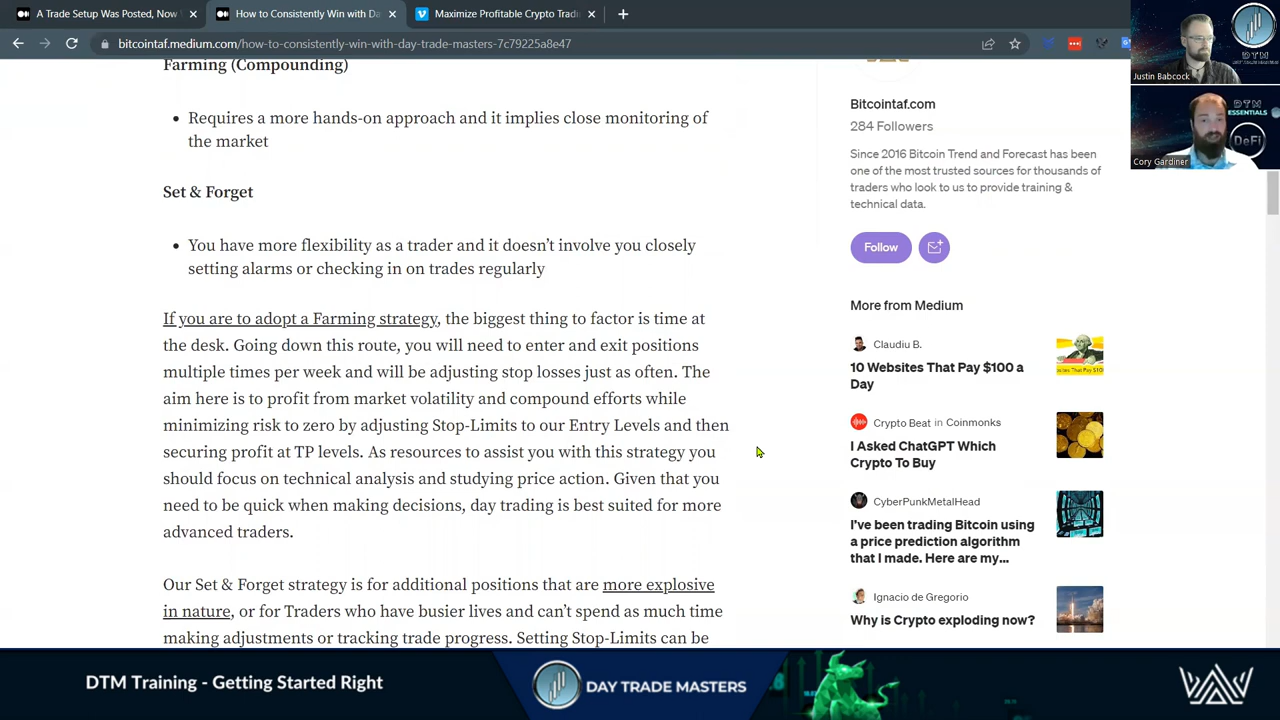 A Trade Setup Was Posted, Now
How to Consistently Win with Da
Maximize Profitable Crypto Tradi
bitcointaf.medium.com/how-to-consistently-win-with-day-trade-masters-7c79225a8e47
Farming (Compounding)
• Requires a more hands-on approach and it implies close monitoring of
the market
Set & Forget
• You have more flexibility as a trader and it doesn’t involve you closely
setting alarms or checking in on trades regularly
If you are to adopt a Farming strategy, the biggest thing to factor is time at
the desk. Going down this route, you will need to enter and exit positions
multiple times per week and will be adjusting stop losses just as often. The
aim here is to profit from market volatility and compound efforts while
minimizing risk to zero by adjusting Stop-Limits to our Entry Levels and then
securing profit at TP levels. As resources to assist you with this strategy you
should focus on technical analysis and studying price action. Given that you
need to be quick when making decisions, day trading is best suited for more
advanced traders.
Our Set & Forget strategy is for additional positions that are more explosive
in nature, or for Traders who have busier lives and can’t spend as much time
making adjustments or tracking trade progress. Setting Stop-Limits can be
Bitcointaf.com
284 Followers
Since 2016 Bitcoin Trend and Forecast has been
one of the most trusted sources for thousands of
traders who look to us to provide training &
technical data.
Follow
More from Medium
Claudiu B.
10 Websites That Pay $100 a
Day
Crypto Beat in Coinmonks
I Asked ChatGPT Which
Crypto To Buy
CyberPunkMetalHead
I’ve been trading Bitcoin using
a price prediction algorithm
that I made. Here are my...
Ignacio de Gregorio
Why is Crypto exploding now?
DTM
Justin Babcock
DTM
ESSENTIALS
DeFi
Cory Gardiner
DTM Training - Getting Started Right
DAY TRADE MASTERS